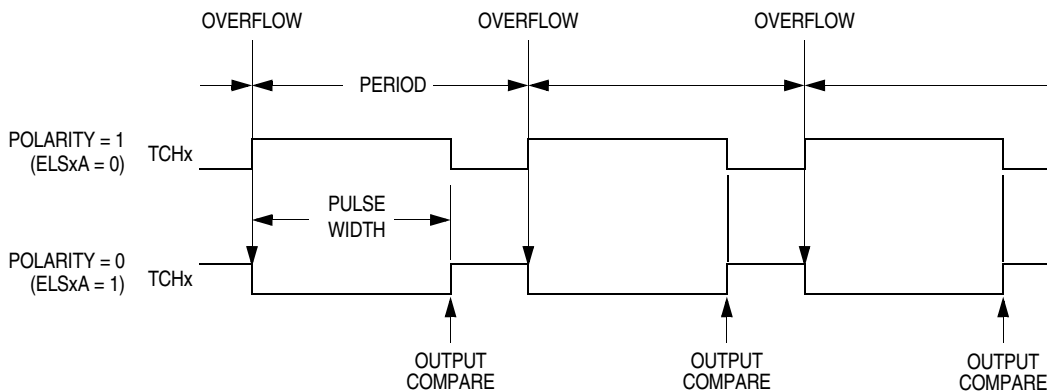 OVERFLOW
OVERFLOW
OVERFLOW
PERIOD
POLARITY = 1
(ELSxA = 0)
TCHx
PULSE
WIDTH
POLARITY = 0
(ELSxA = 1)
TCHx
OUTPUT
COMPARE
OUTPUT
COMPARE
OUTPUT
COMPARE